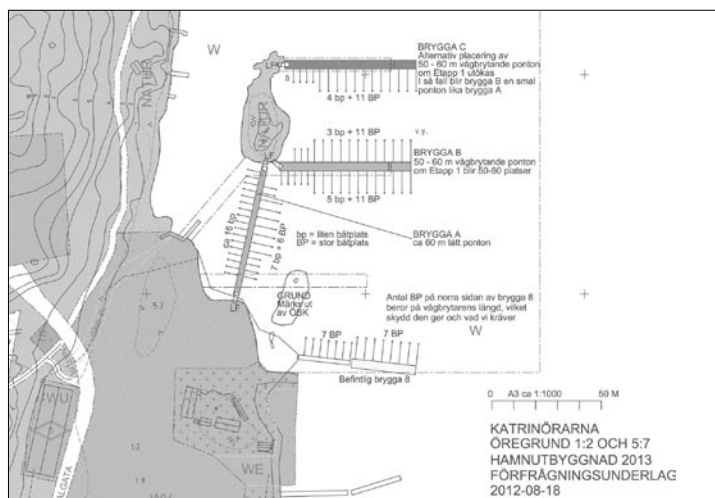 W
NATUR
LF
BRYGGA C
Alternativ placering av
50 - 60 m vågbrytande ponton
om Etapp 1 utökas
I så fall blir brygga B en smal
ponton lika brygga A
4 bp + 11 BP
NATUR
3 bp + 11 BP
v.y.
BRYGGA B
50 - 60 m vågbrytande ponton
om Etapp 1 blir 50-60 platser
LF
5 bp + 11 BP
ca 16 bp
7 bp + 6 BP
bp = liten båtplats
BP = stor båtplats
BRYGGA A
ca 60 m lätt ponton
GRUND
Märks ut
av ÖSK
LF
Antal BP på norra sidan av brygga 8
beror på vågbrytarens längd, vilket
skydd den ger och vad vi kräver
W
7 BP
7 BP
Befintlig brygga 8
WU
WE
0 A3 ca 1:1000 50 M
KATRINÖRARNA
ÖREGRUND 1:2 OCH 5:7
HAMNUTBYGGNAD 2013
FÖRFRÅGNINGSUNDERLAG
2012-08-18